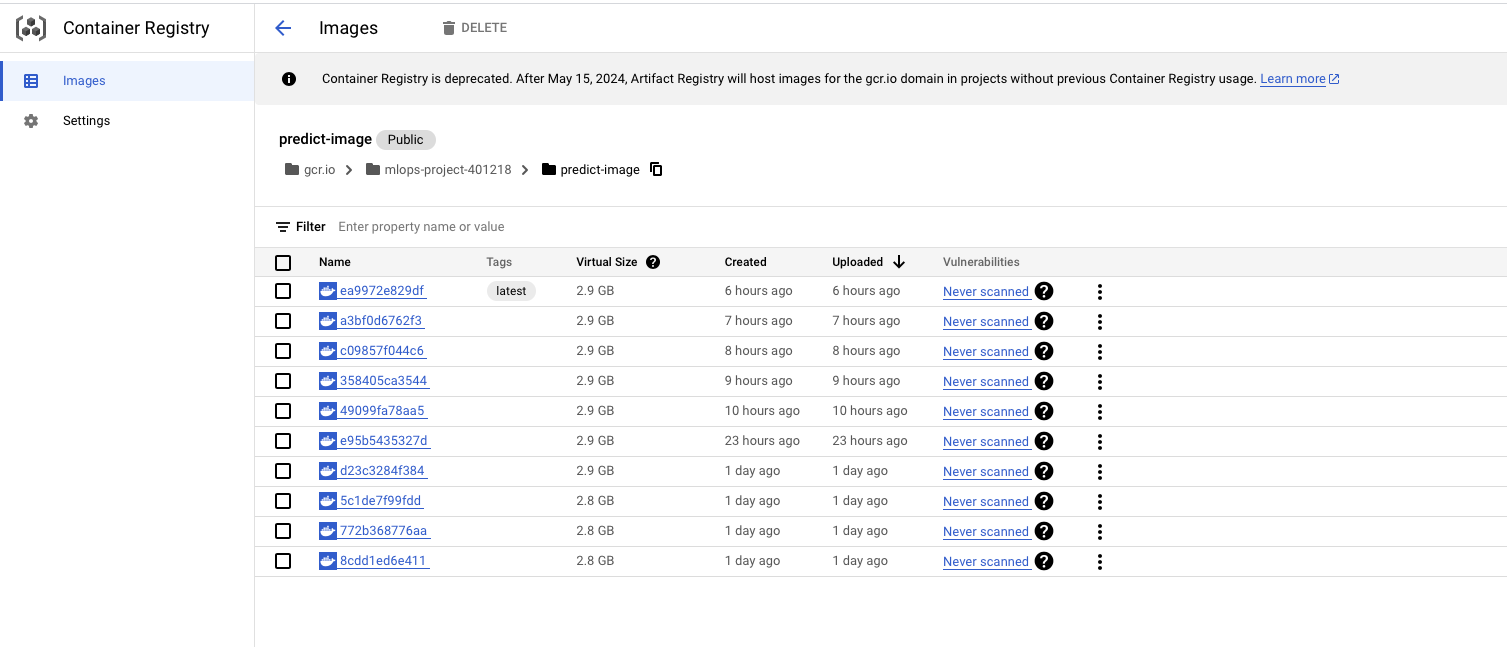 Container Registry
Images
DELETE
Images
Settings
Container Registry is deprecated. After May 15, 2024, Artifact Registry will host images for the gcr.io domain in projects without previous Container Registry usage. Learn more
predict-image Public
gcr.io mlops-project-401218 predict-image
Filter Enter property name or value
Name Tags Virtual Size Created Uploaded Vulnerabilities
ea9972e829df latest 2.9 GB 6 hours ago 6 hours ago Never scanned
a3bf0d6762f3 2.9 GB 7 hours ago 7 hours ago Never scanned
c09857f044c6 2.9 GB 8 hours ago 8 hours ago Never scanned
358405ca3544 2.9 GB 9 hours ago 9 hours ago Never scanned
49099fa78aa5 2.9 GB 10 hours ago 10 hours ago Never scanned
e95b5435327d 2.9 GB 23 hours ago 23 hours ago Never scanned
d23c3284f384 2.9 GB 1 day ago 1 day ago Never scanned
5c1de7f99fdd 2.8 GB 1 day ago 1 day ago Never scanned
772b368776aa 2.8 GB 1 day ago 1 day ago Never scanned
8cdd1ed6e411 2.8 GB 1 day ago 1 day ago Never scanned